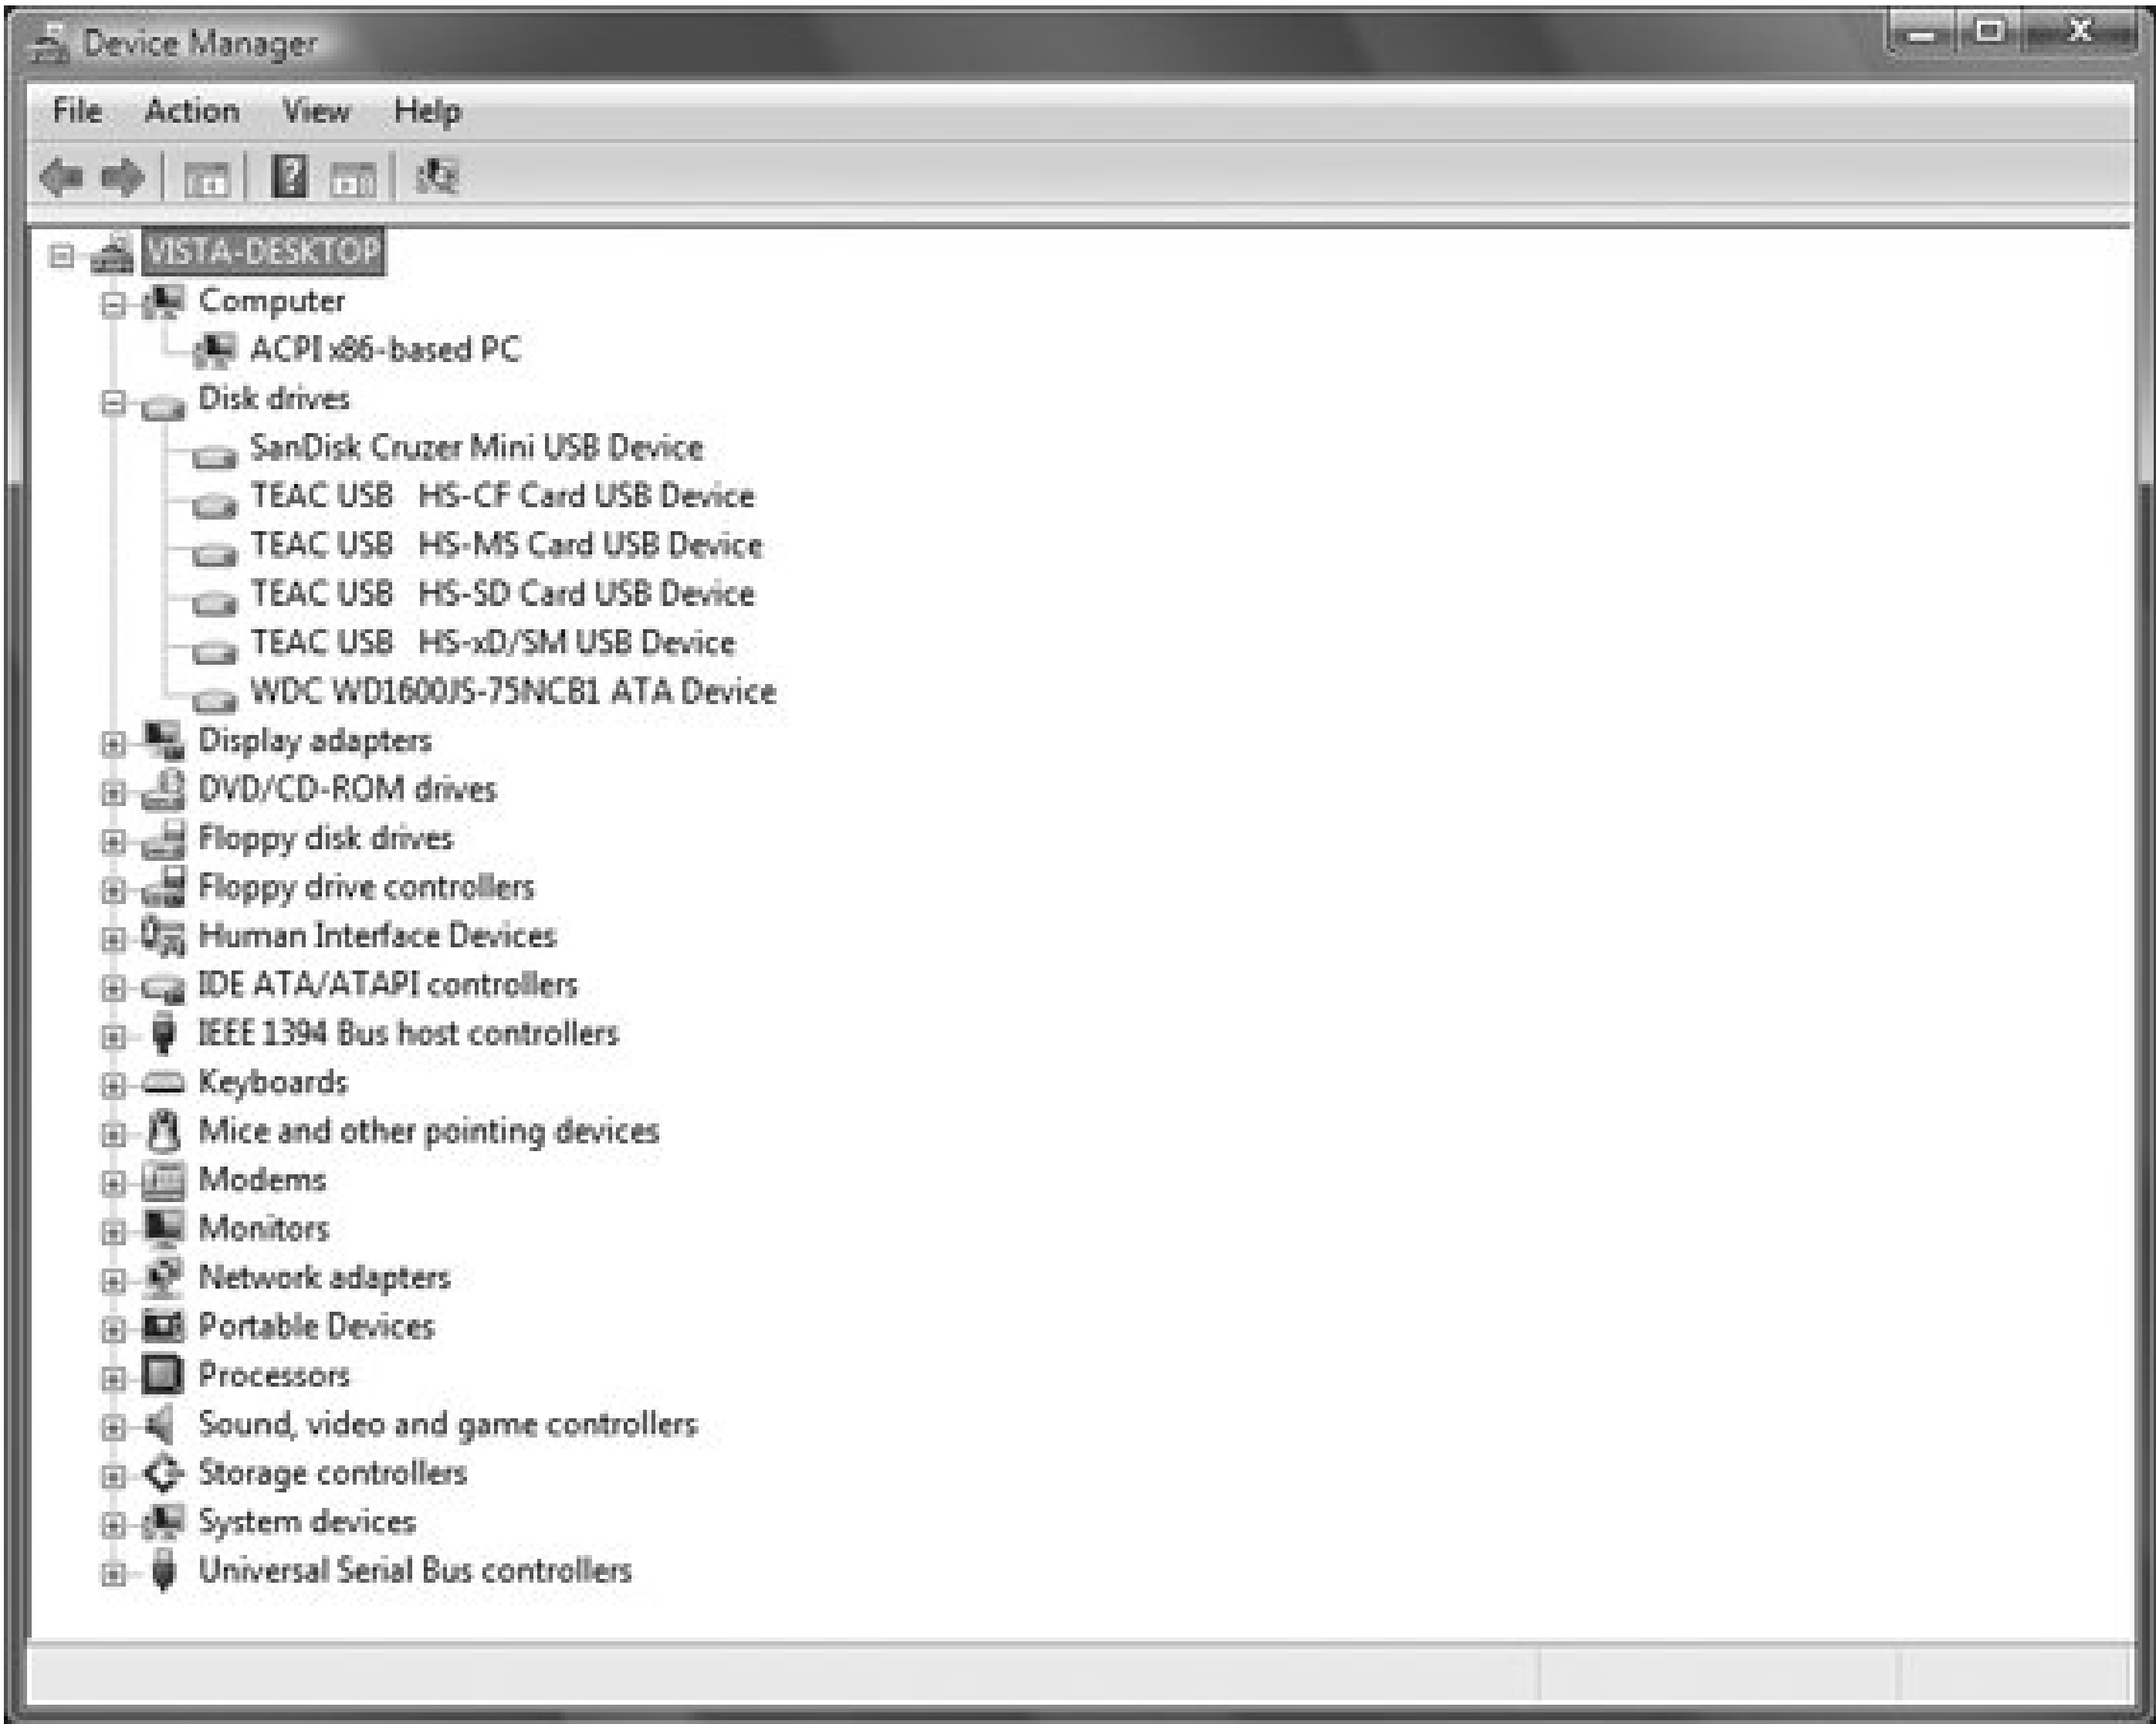 Device Manager
File Action View Help
VISTA-DESKTOP
Computer
ACPI x86-based PC
Disk drives
SanDisk Cruzer Mini USB Device
TEAC USB HS-CF Card USB Device
TEAC USB HS-MS Card USB Device
TEAC USB HS-SD Card USB Device
TEAC USB HS-xD/SM USB Device
WDC WD1600JS-75NCB1 ATA Device
Display adapters
DVD/CD-ROM drives
Floppy disk drives
Floppy drive controllers
Human Interface Devices
IDE ATA/ATAPI controllers
IEEE 1394 Bus host controllers
Keyboards
Mice and other pointing devices
Modems
Monitors
Network adapters
Portable Devices
Processors
Sound, video and game controllers
Storage controllers
System devices
Universal Serial Bus controllers